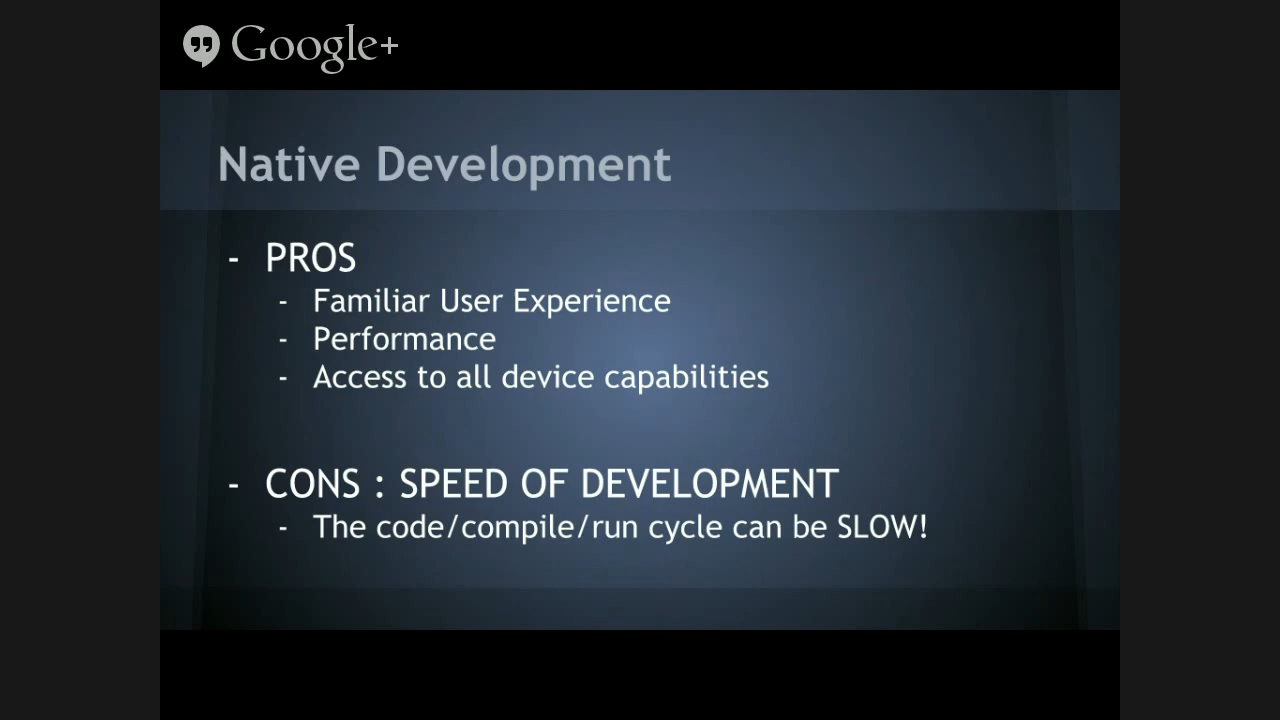 Google+
Native Development
- PROS
- Familiar User Experience
- Performance
- Access to all device capabilities
- CONS : SPEED OF DEVELOPMENT
- The code/compile/run cycle can be SLOW!